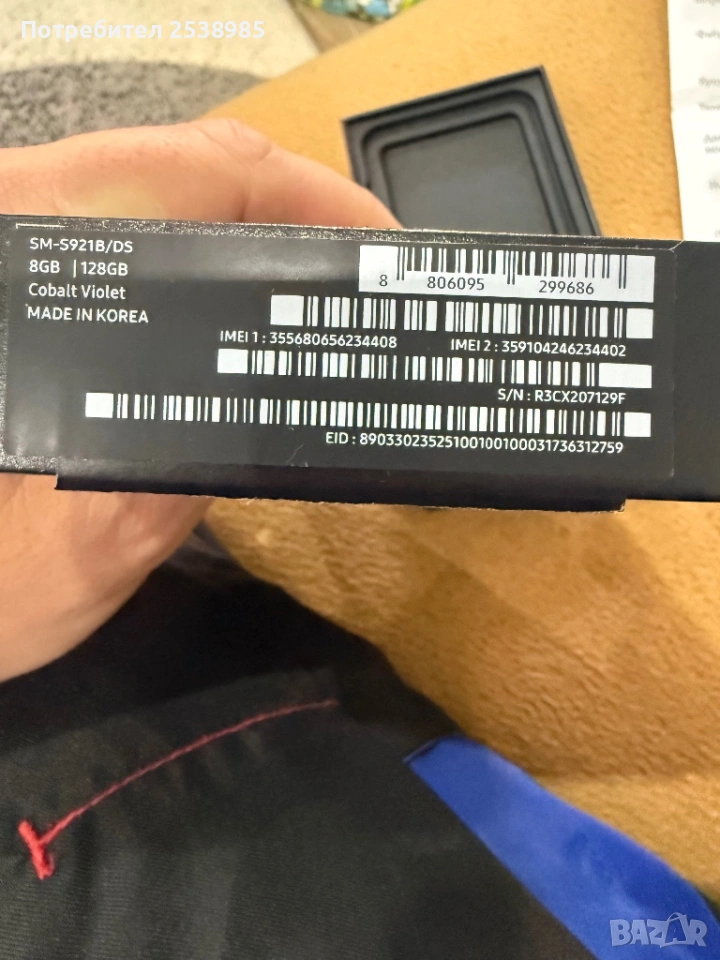 Потребител 2538985
SM-S921B/DS
8GB | 128GB
Cobalt Violet
MADE IN KOREA
8 806095 299686
IMEI 1 : 355680656234408
IMEI 2 : 359104246234402
S/N : R3CX207129F
EID : 89033023525100100100031736312759
BAZAR